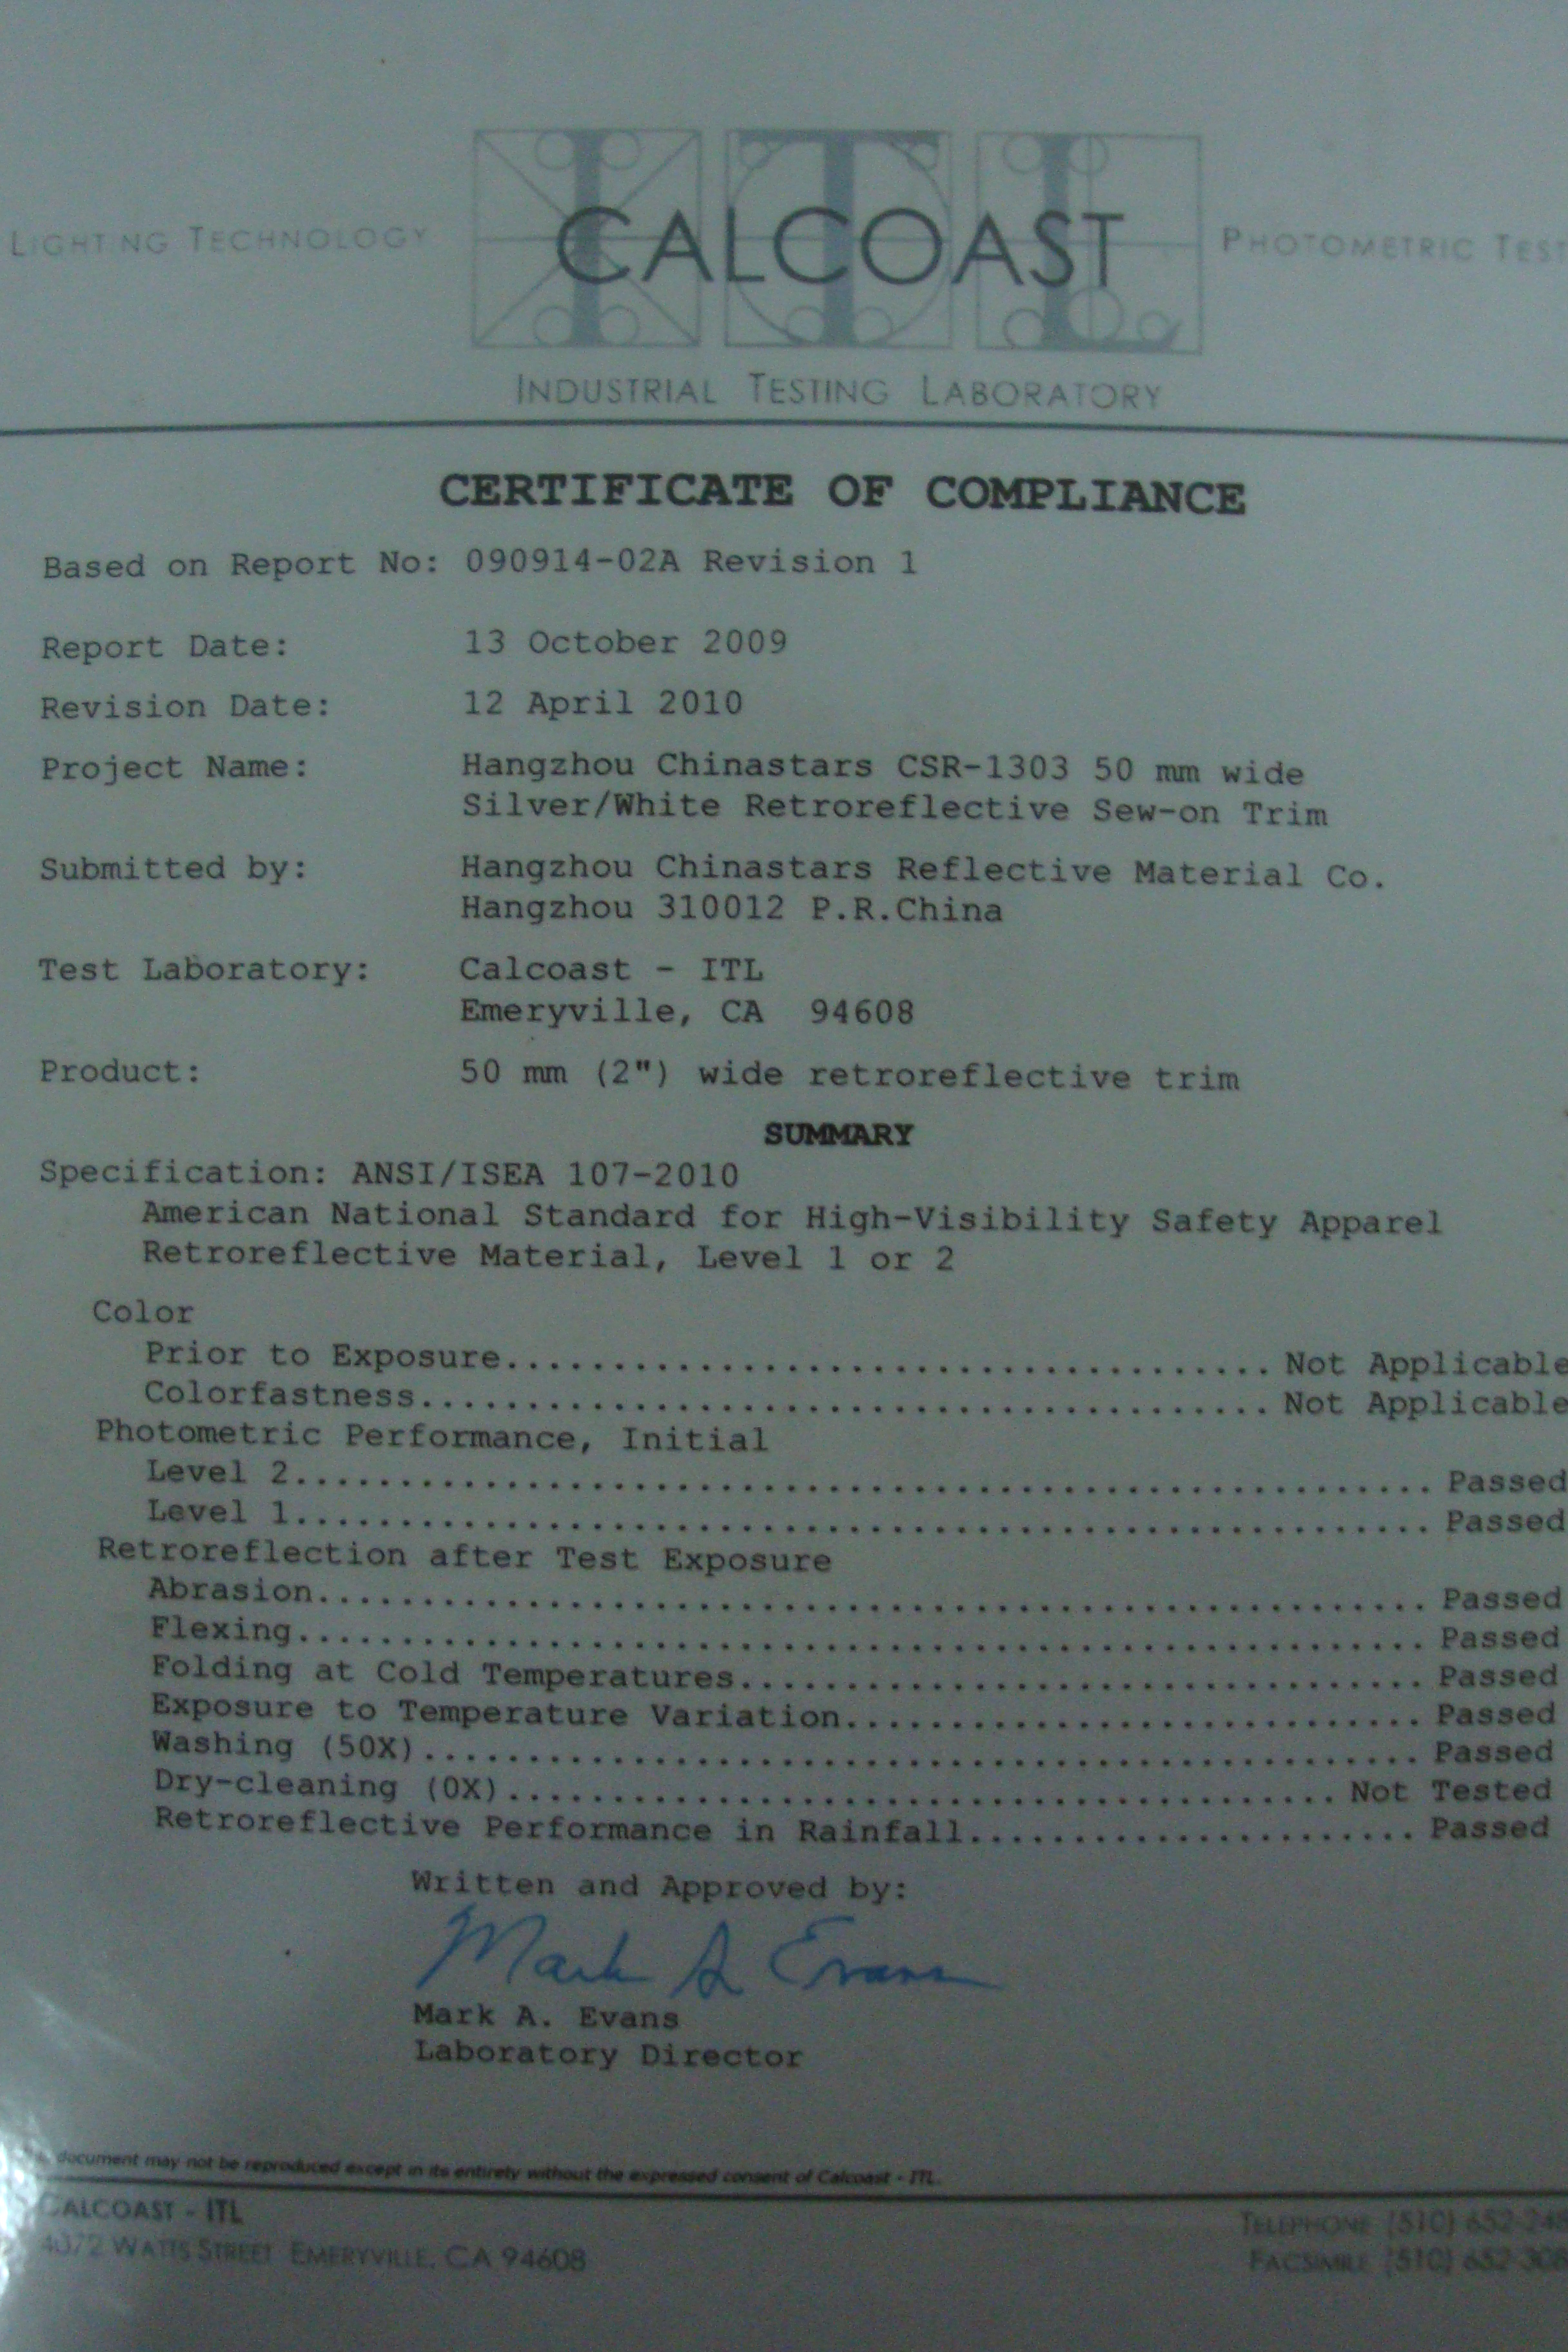 LIGHTING TECHNOLOGY
ITL
CALCOAST
PHOTOMETRIC TEST
INDUSTRIAL TESTING LABORATORY
CERTIFICATE OF COMPLIANCE
Based on Report No: 090914-02A Revision 1
Report Date: 13 October 2009
Revision Date: 12 April 2010
Project Name: Hangzhou Chinastars CSR-1303 50 mm wide
Silver/White Retroreflective Sew-on Trim
Submitted by: Hangzhou Chinastars Reflective Material Co.
Hangzhou 310012 P.R.China
Test Laboratory: Calcoast - ITL
Emeryville, CA 94608
Product: 50 mm (2") wide retroreflective trim
SUMMARY
Specification: ANSI/ISEA 107-2010
American National Standard for High-Visibility Safety Apparel
Retroreflective Material, Level 1 or 2
Color
Prior to Exposure..................................... Not Applicable
Colorfastness......................................... Not Applicable
Photometric Performance, Initial
Level 2....................................................... Passed
Level 1....................................................... Passed
Retroreflection after Test Exposure
Abrasion...................................................... Passed
Flexing....................................................... Passed
Folding at Cold Temperatures................................. Passed
Exposure to Temperature Variation............................ Passed
Washing (50X)................................................ Passed
Dry-cleaning (0X)........................................ Not Tested
Retroreflective Performance in Rainfall...................... Passed
Written and Approved by:
Mark A Evans
Mark A. Evans
Laboratory Director
document may not be reproduced except in its entirety without the expressed consent of Calcoast - ITL.
CALCOAST - ITL
4072 WATTS STREET EMERYVILLE, CA 94608
TELEPHONE (510) 652
FACSIMILE (510) 652